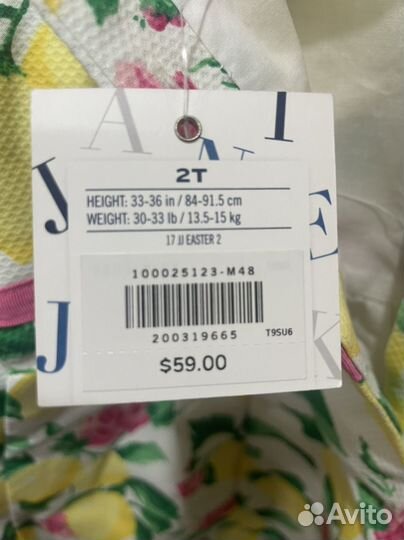 J A N I E
J J K
2T
HEIGHT: 33-36 in / 84-91.5 cm
WEIGHT: 30-33 lb / 13.5-15 kg
17 JJ EASTER 2
100025123-M48
200319665 T9SU6
$59.00
Avito